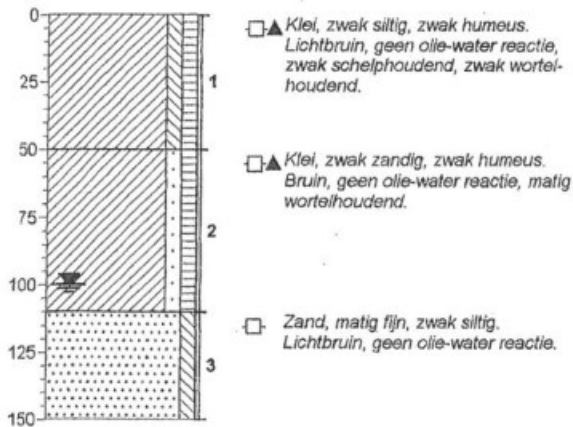 0
25
50
75
100
125
150
1
2
3
Klei, zwak siltig, zwak humeus.
Lichtbruin, geen olie-water reactie,
zwak schelphoudend, zwak wortel-
houdend.
Klei, zwak zandig, zwak humeus.
Bruin, geen olie-water reactie, matig
wortelhoudend.
Zand, matig fijn, zwak siltig.
Lichtbruin, geen olie-water reactie.